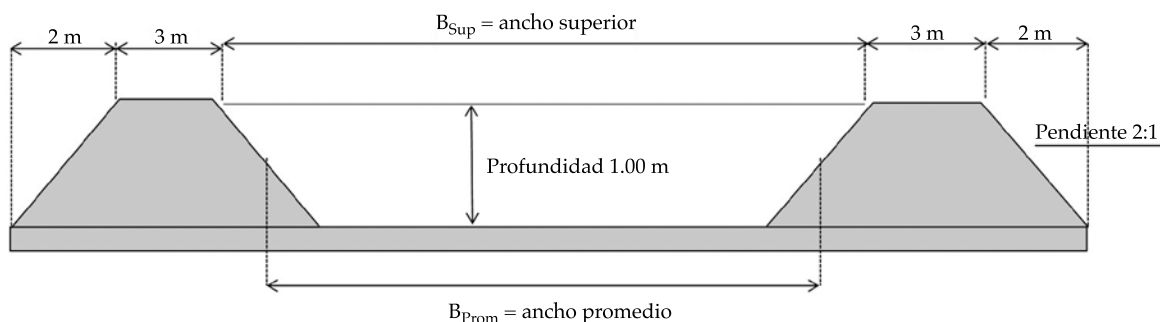 B_Sup = ancho superior
2 m 3 m 3 m 2 m
Pendiente 2:1
Profundidad 1.00 m
B_Prom = ancho promedio